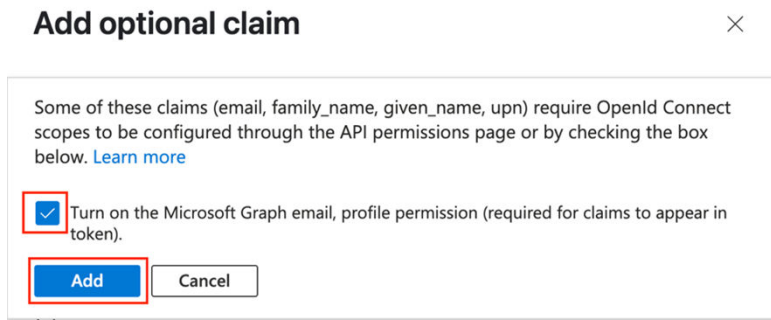 Add optional claim
Some of these claims (email, family_name, given_name, upn) require OpenId Connect
scopes to be configured through the API permissions page or by checking the box
below. Learn more
Turn on the Microsoft Graph email, profile permission (required for claims to appear in
token).
Add
Cancel